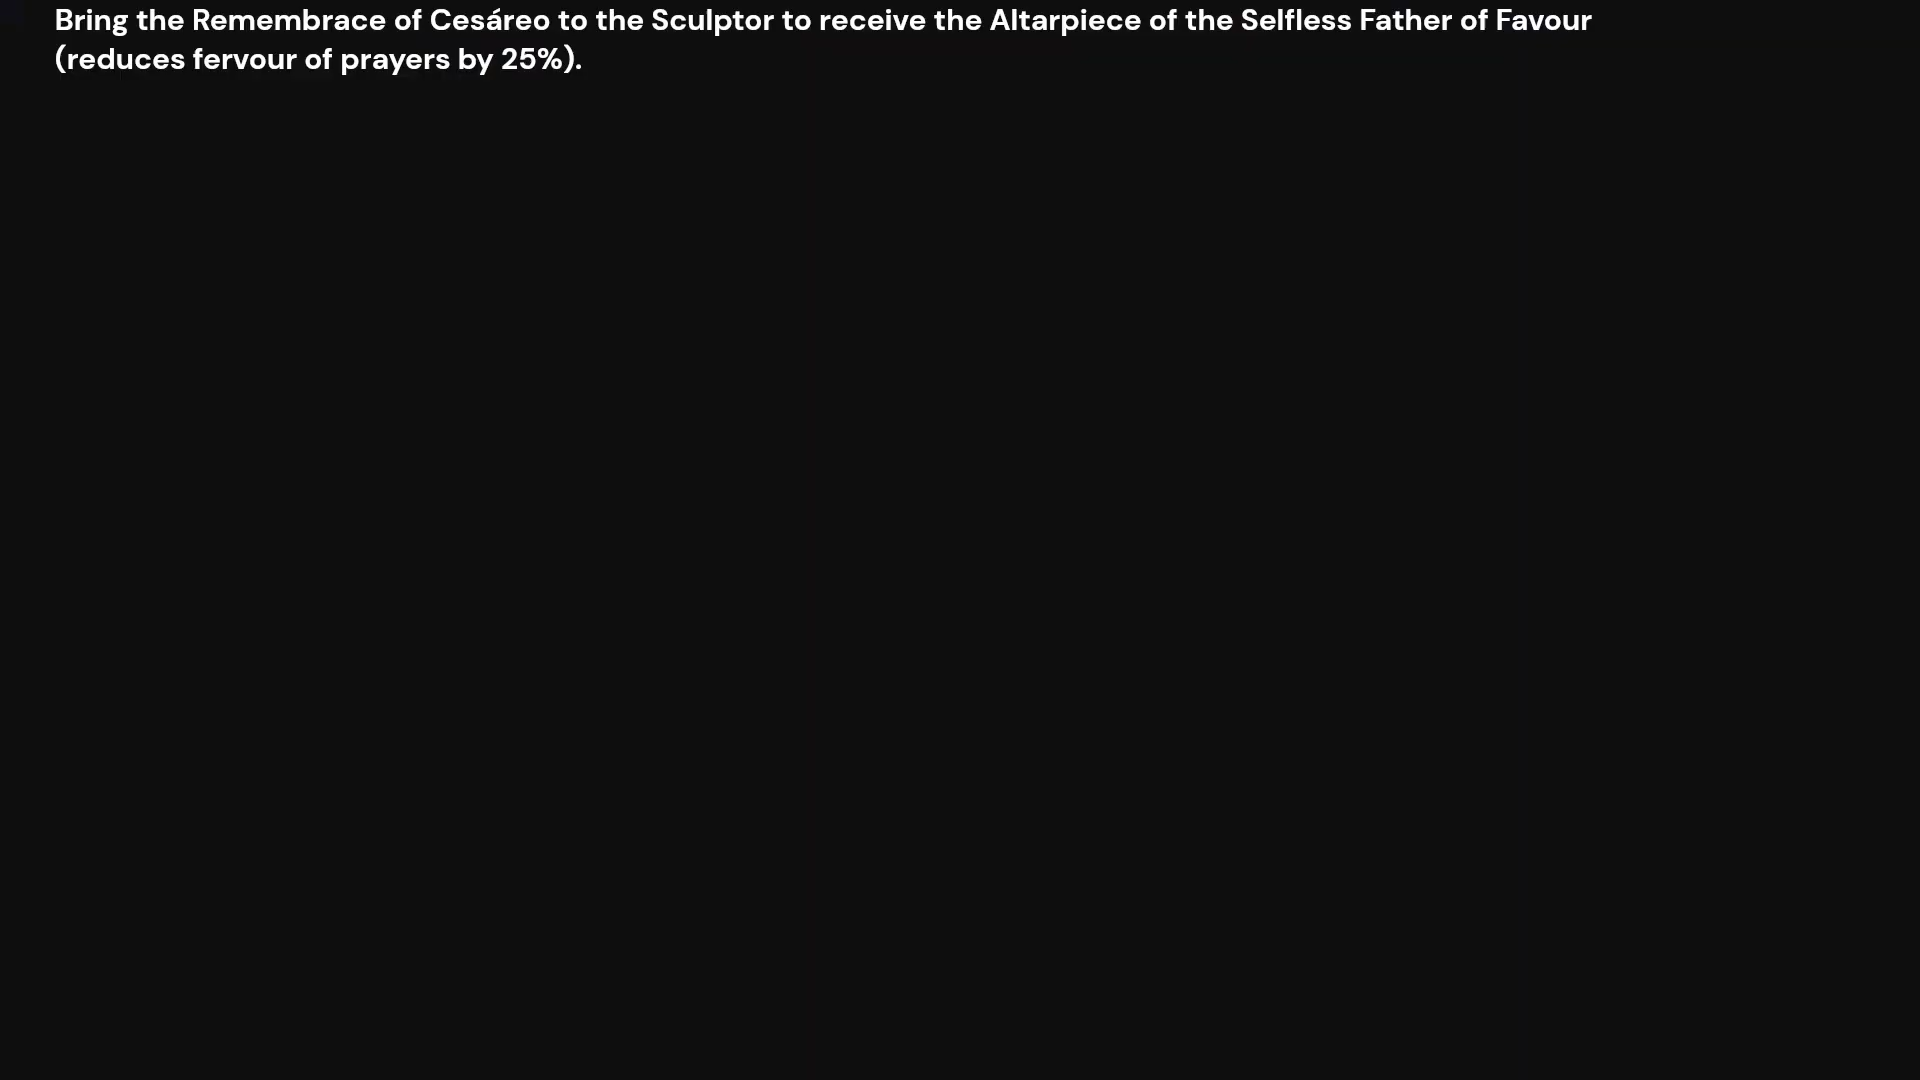 Bring the Remembrace of Cesáreo to the Sculptor to receive the Altarpiece of the Selfless Father of Favour
(reduces fervour of prayers by 25%).